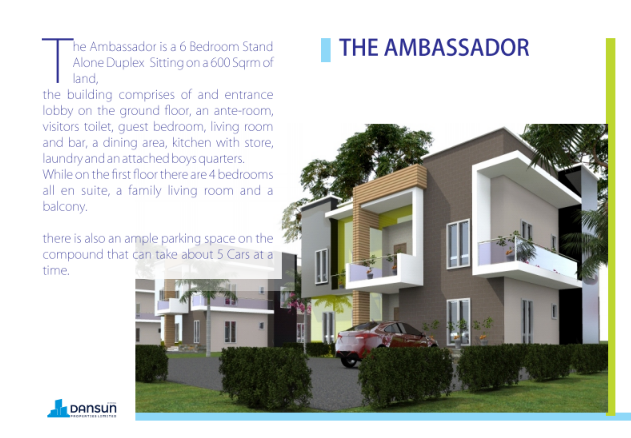 THE AMBASSADOR
The Ambassador is a 6 Bedroom Stand
Alone Duplex Sitting on a 600 Sqrm of
land,
the building comprises of and entrance
lobby on the ground floor, an ante-room,
visitors toilet, guest bedroom, living room
and bar, a dining area, kitchen with store,
laundry and an attached boys quarters.
While on the first floor there are 4 bedrooms
all en suite, a family living room and a
balcony.
there is also an ample parking space on the
compound that can take about 5 Cars at a
time.
DANSUN
PROPERTIES LIMITED